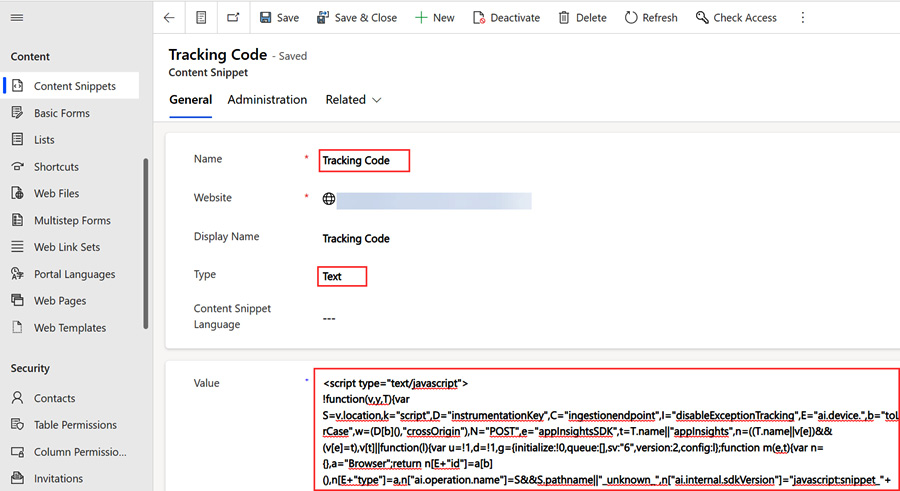 Save
Save & Close
New
Deactivate
Delete
Refresh
Check Access
Content
Content Snippets
Basic Forms
Lists
Shortcuts
Web Files
Multistep Forms
Web Link Sets
Portal Languages
Web Pages
Web Templates
Security
Contacts
Table Permissions
Column Permissio...
Invitations
Tracking Code - Saved
Content Snippet
General Administration Related
Name * Tracking Code
Website *
Display Name Tracking Code
Type Text
Content Snippet
Language ---
Value * <script type="text/javascript">
!function(v,y,T){var
S=v.location,k="script",D="instrumentationKey",C="ingestionendpoint",I="disableExceptionTracking",E="ai.device.",b="toL
rCase",w=(D[b](),"crossOrigin"),N="POST",e="appInsightsSDK",t=T.name||"appInsights",n=((T.name||v[e])&&
(v[e]=t),v[t]||function(l){var u=!1,d=!1,g={initialize:!0,queue:[],sv:"6",version:2,config:l};function m(e,t){var n=
{},a="Browser";return n[E+"id"]=a[b]
(),n[E+"type"]=a,n["ai.operation.name"]=S&&S.pathname||"_unknown_",n["ai.internal.sdkVersion"]="javascript:snippet_"+